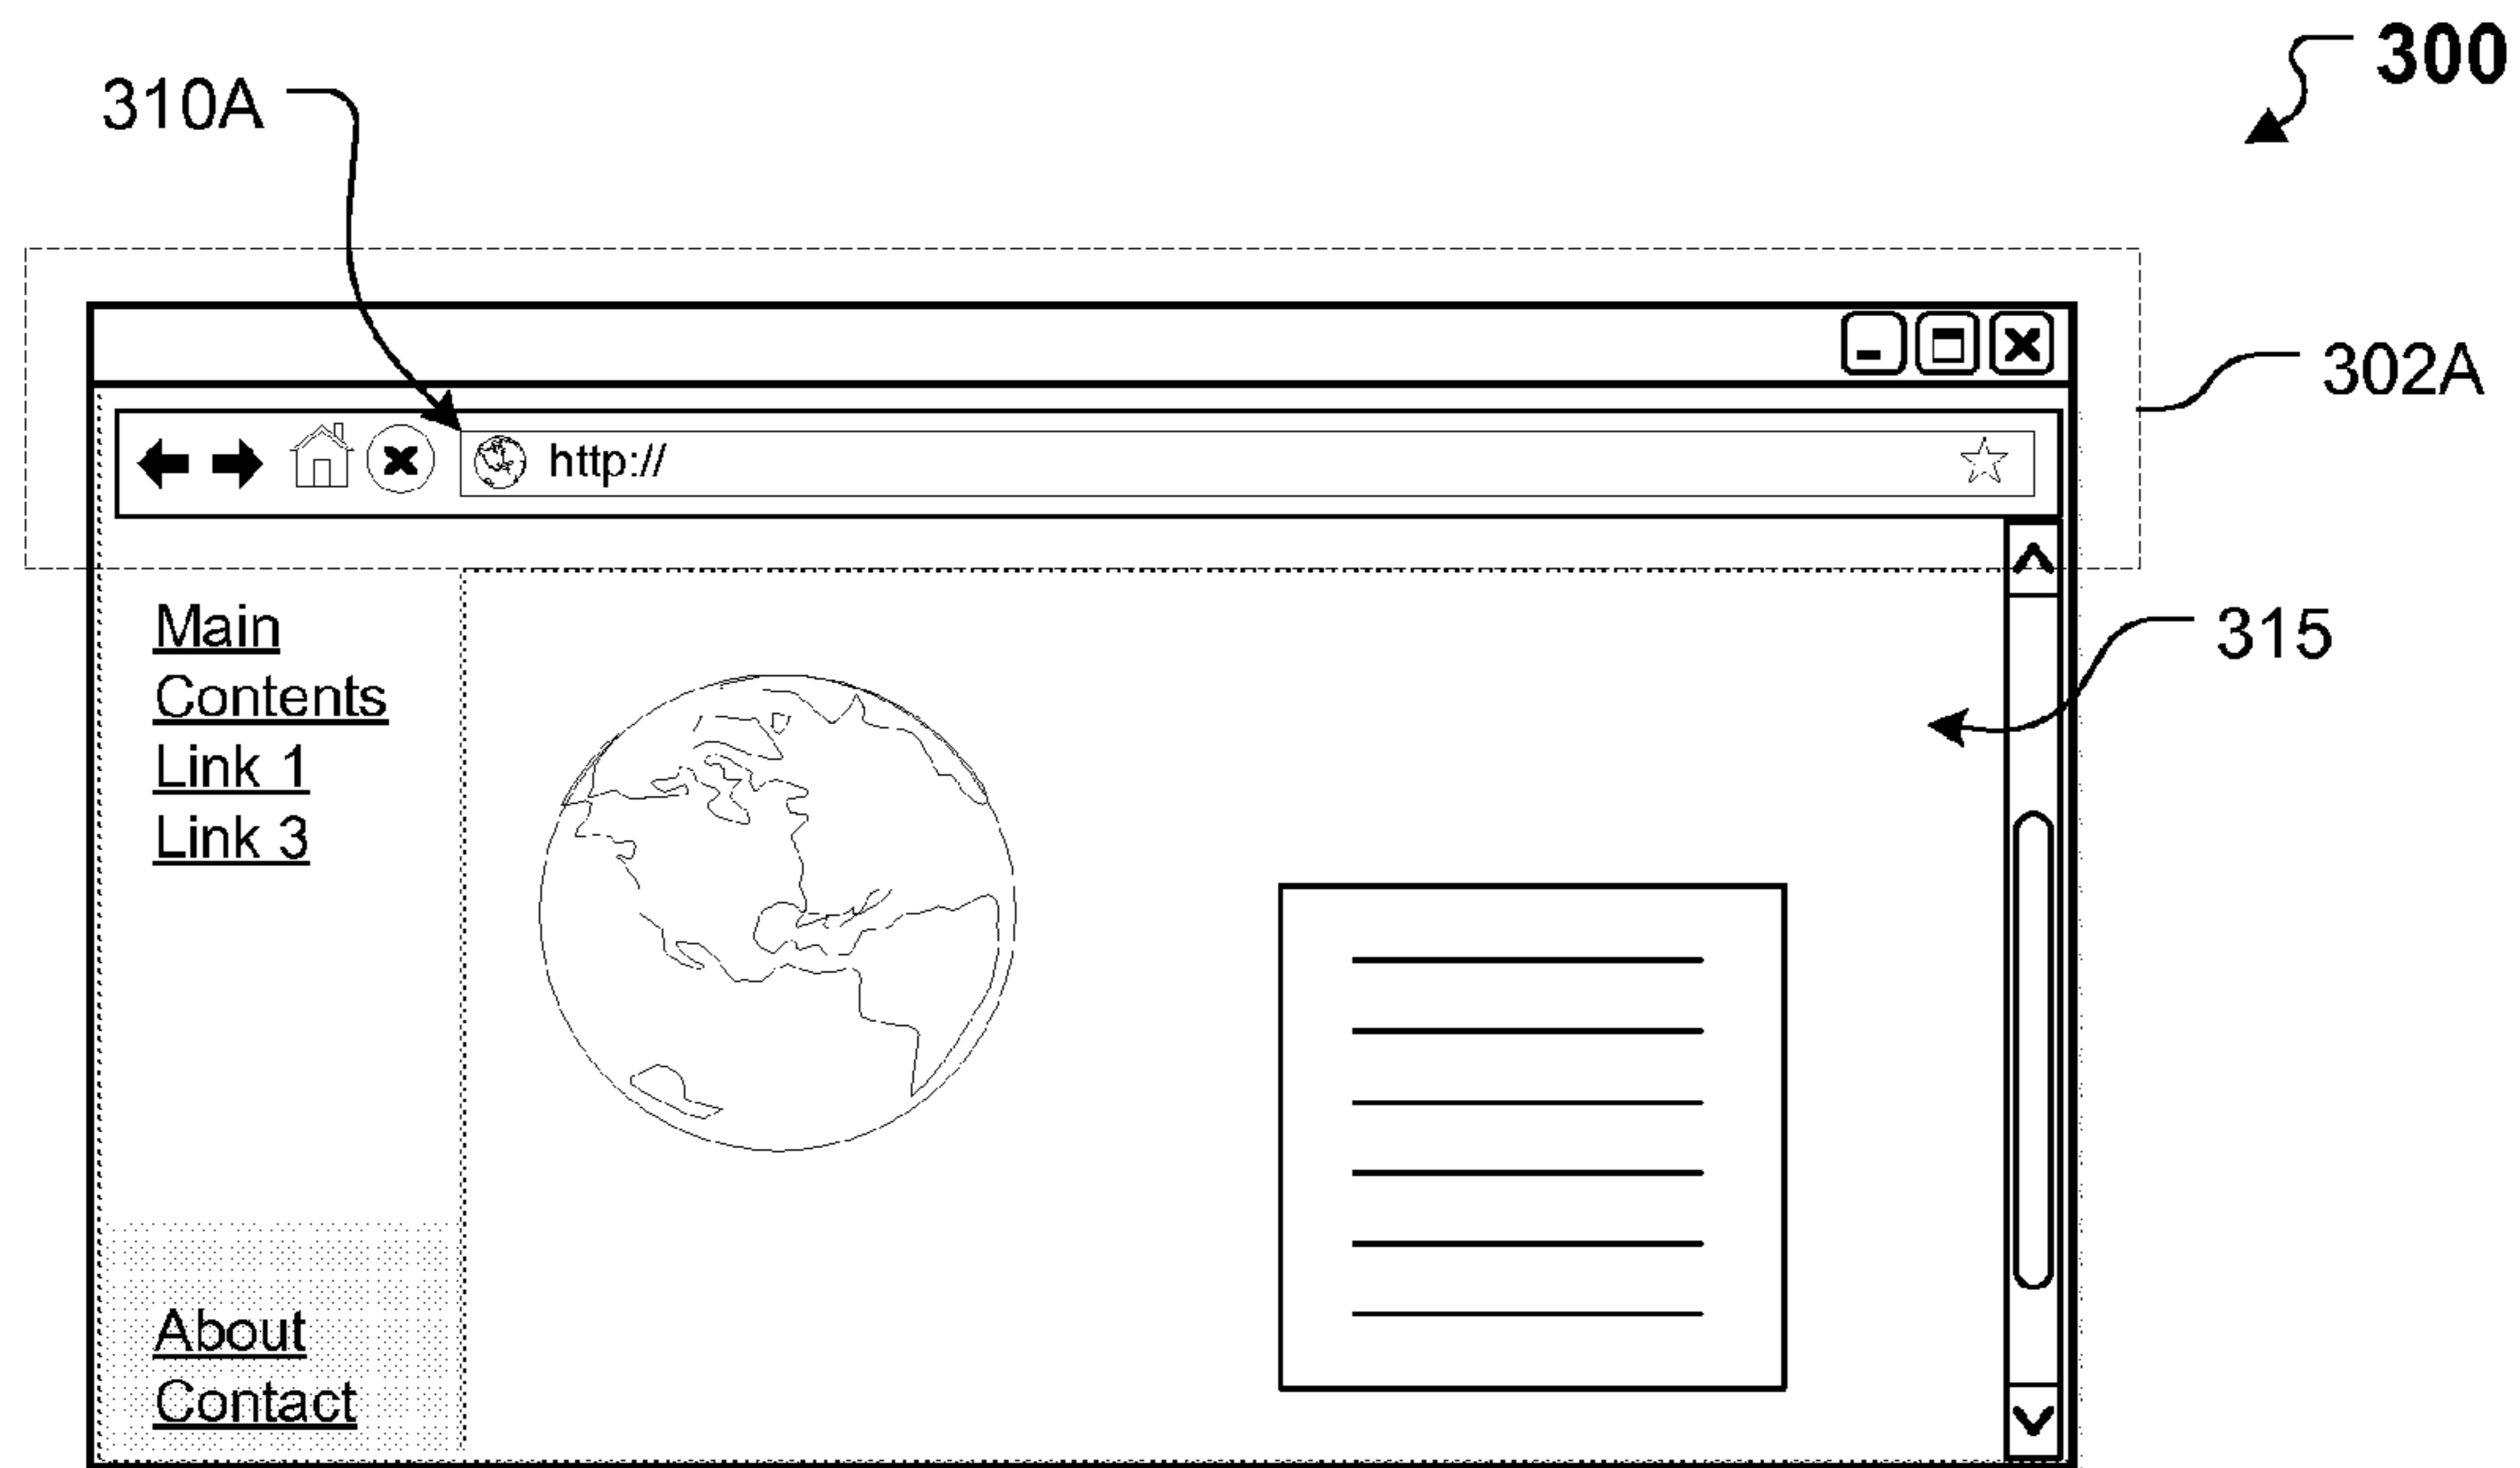 300
310A
302A
http://
Main
315
Contents
Link 1
Link 3
About
Contact